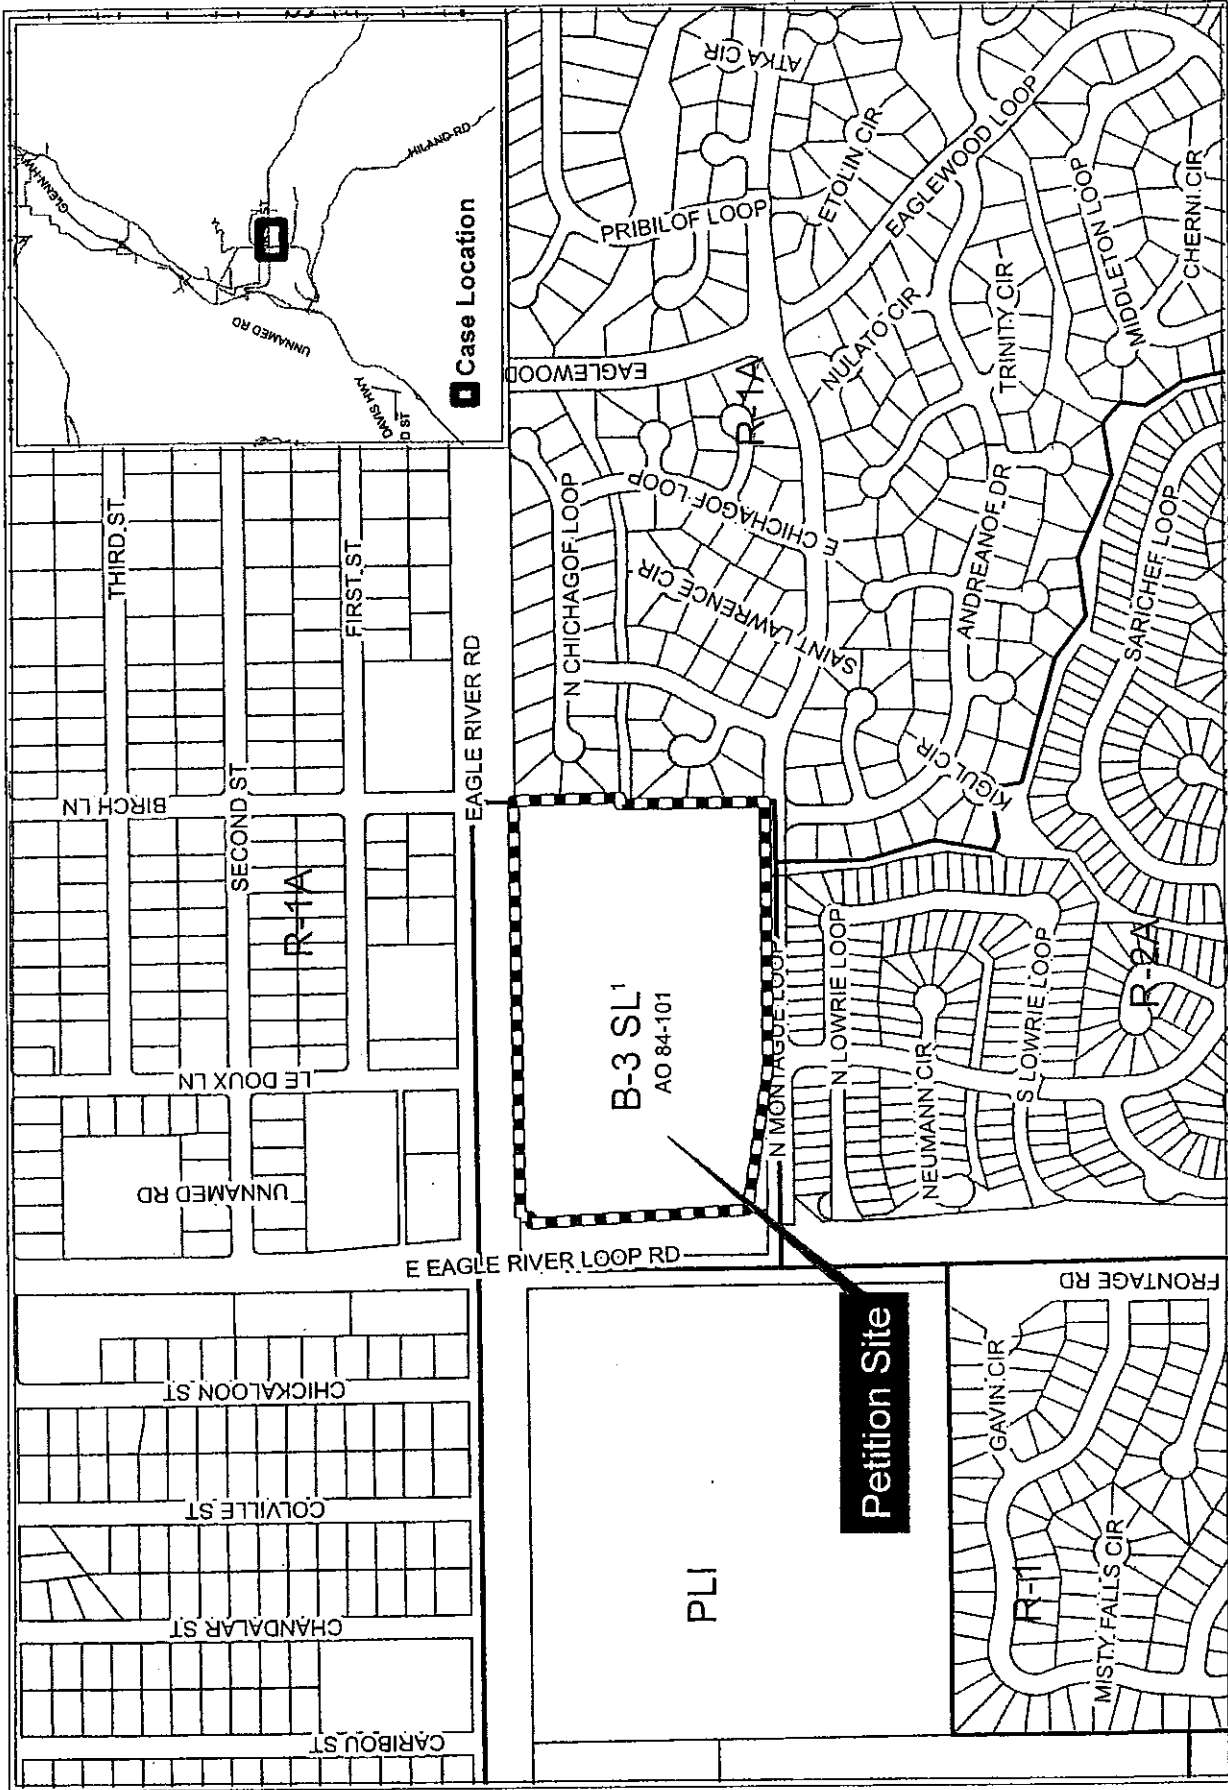 GLENN HWY
HILAND RD
ST
UNNAMED RD
DAVIS HWY
D ST
Case Location
THIRD ST
SECOND ST
FIRST ST
BIRCH LN
LE DOUX LN
UNNAMED RD
R-1A
EAGLE RIVER RD
E EAGLE RIVER LOOP RD
CHICKALOON ST
COLVILLE ST
CHANDALAR ST
CARIBOU ST
B-3 SL¹
AO 84-101
Petition Site
PLI
N CHICHAGOF LOOP
E CHICHAGOF LOOP
SAINT LAWRENCE CIR
EAGLEWOOD
R-1A
PRIBILOF LOOP
ATKA CIR
ETOLIN CIR
EAGLEWOOD LOOP
NULATO CIR
TRINITY CIR
MIDDLETON LOOP
CHERNI CIR
ANDREANOF DR
KIGUL CIR
SARICHEF LOOP
N MONTAGUE LOOP
N LOWRIE LOOP
NEUMANN CIR
S LOWRIE LOOP
R-2A
FRONTAGE RD
GAVIN CIR
R-1
MISTY FALLS CIR